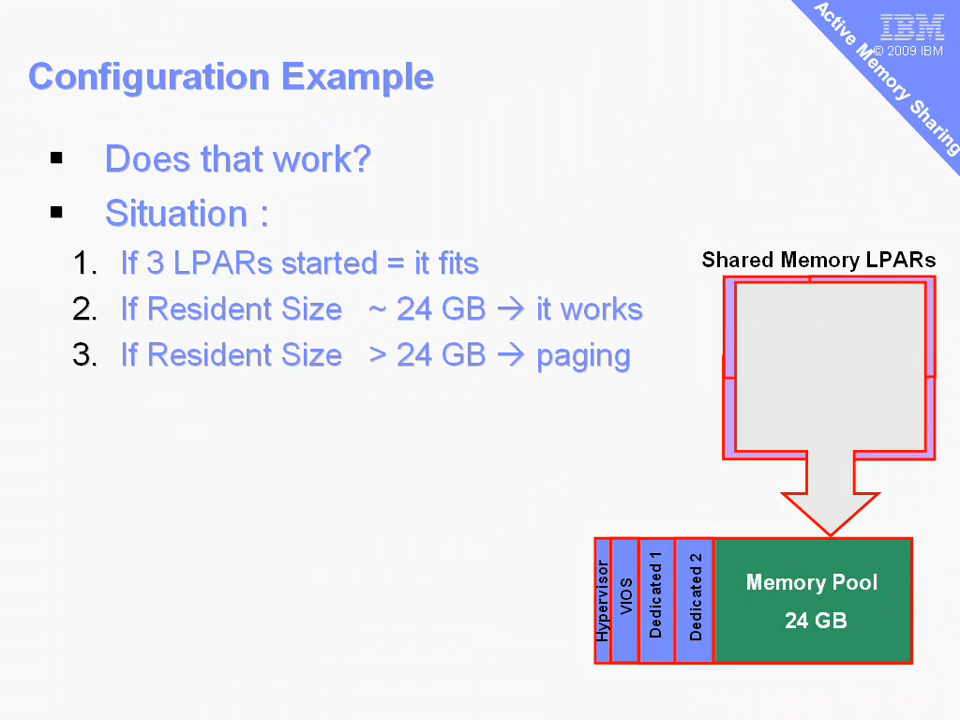 IBM
© 2009 IBM
Active Memory Sharing
Configuration Example
▪ Does that work?
▪ Situation :
1. If 3 LPARs started = it fits
2. If Resident Size ~ 24 GB → it works
3. If Resident Size > 24 GB → paging
Shared Memory LPARs
Hypervisor
VIOS
Dedicated 1
Dedicated 2
Memory Pool
24 GB